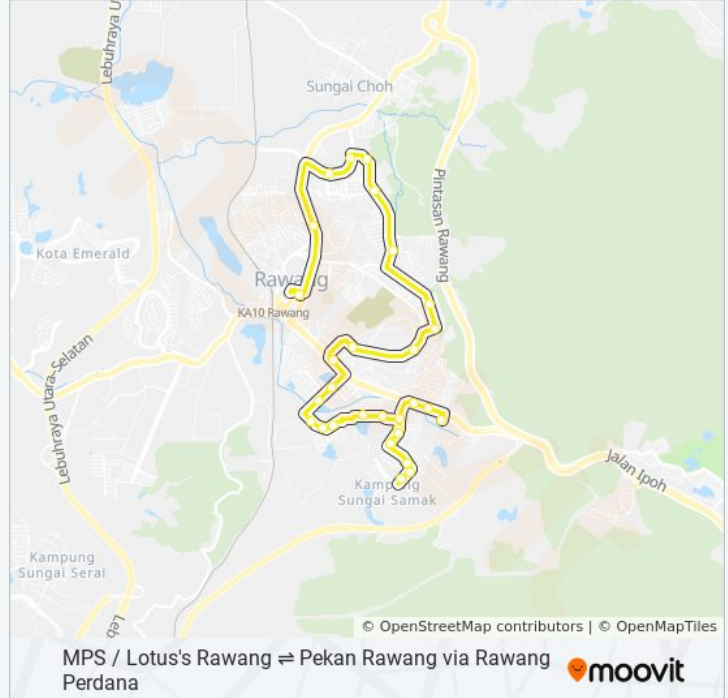 Lebuhraya U
Sungai Choh
Pintasan Rawang
Kota Emerald
Rawang
KA10 Rawang
Lebuhraya Utara-Selatan
Jalan Ipoh
Kampung
Sungai Samak
Kampung
Sungai Serai
Leb
© OpenStreetMap contributors | © OpenMapTiles
MPS / Lotus's Rawang ⇌ Pekan Rawang via Rawang
Perdana
moovit